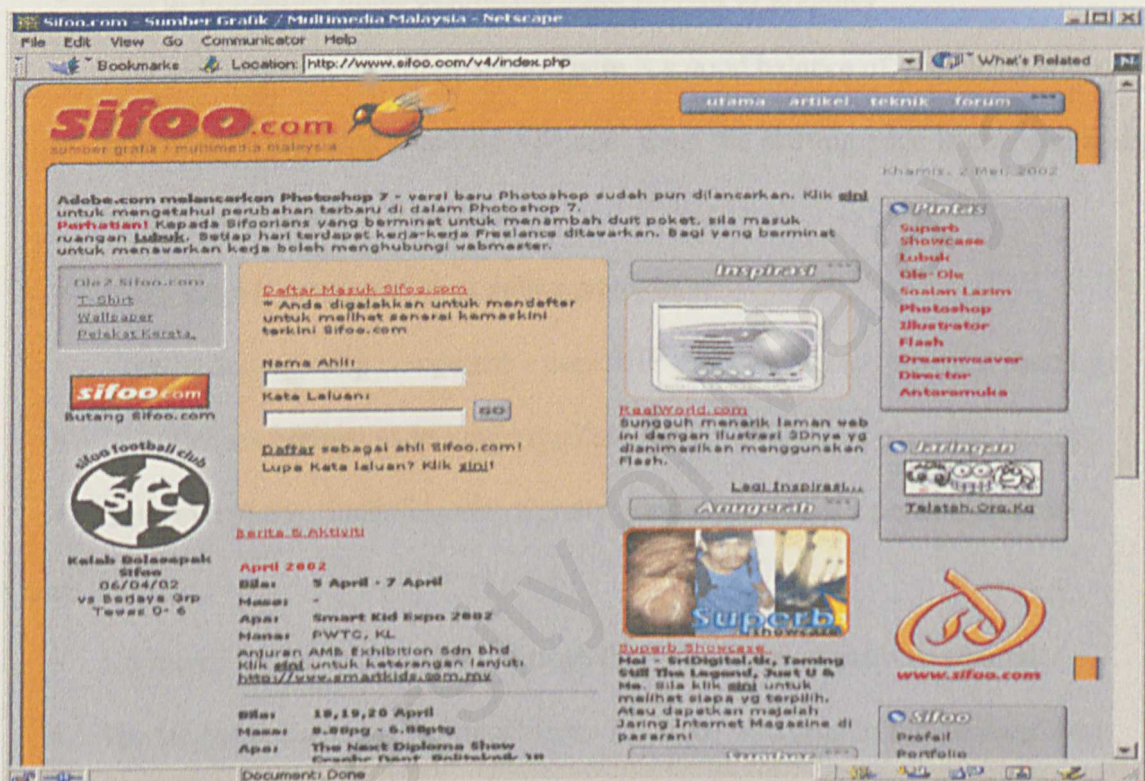 Sifoo.com - Sumber Grafik / Multimedia Malaysia - Netscape
File Edit View Go Communicator Help
Bookmarks Location: http://www.sifoo.com/v4/index.php What's Related
sifoo.com
sumber grafik / multimedia malaysia
utama artikel teknik forum
Khamis, 2 Mei, 2002
Adobe.com melancarkan Photoshop 7 - versi baru Photoshop sudah pun dilancarkan. Klik sini
untuk mengetahui perubahan terbaru di dalam Photoshop 7.
Perhatian! Kepada Sifoorians yang berminat untuk menambah duit poket, sila masuk
ruangan Lubuk. Setiap hari terdapat kerja-kerja Freelance ditawarkan. Bagi yang berminat
untuk menawarkan kerja boleh menghubungi webmaster.
Ole2 Sifoo.com
T-Shirt
Wallpaper
Pelekat Kereta.
sifoo.com
Butang Sifoo.com
sifoo football club
sfc
Kelab Bolasepak
Sifoo
06/04/02
vs Berjaya Grp
Tewas 0-6
Daftar Masuk Sifoo.com
* Anda digalakkan untuk mendaftar
untuk melihat senarai kemaskini
terkini Sifoo.com
Nama Ahli:
Kata Laluan:
GO
Daftar sebagai ahli Sifoo.com!
Lupa Kata laluan? Klik sini!
Berita & Aktiviti
April 2002
Bila: 5 April - 7 April
Masa: -
Apa: Smart Kid Expo 2002
Mana: PWTC, KL
Anjuran AMB Exhibition Sdn Bhd
Klik sini untuk keterangan lanjut:
http://www.smartkids.com.my
Bila: 18,19,20 April
Masa: 8.00pg - 6.00ptg
Apa: The Next Diploma Show
Graphc Dept. Politeknik
Inspirasi
RealWorld.com
Sungguh menarik laman web
ini dengan ilustrasi 3Dnya yg
dianimasikan menggunakan
Flash.
Lagi Inspirasi...
Anugerah
Superb
Showcase
Superb Showcase
Mei - SriDigital.tk, Taming
Still The Legend, Just U &
Me. Sila klik sini untuk
melihat siapa yg terpilih.
Atau dapatkan majalah
Jaring Internet Magazine di
pasaran!
Pintas
Superb
Showcase
Lubuk
Ole-Ole
Soalan Lazim
Photoshop
Illustrator
Flash
Dreamweaver
Director
Antaramuka
Jaringan
Telatah.Org.Kg
www.sifoo.com
Sifoo
Profail
Portfolio
Document: Done